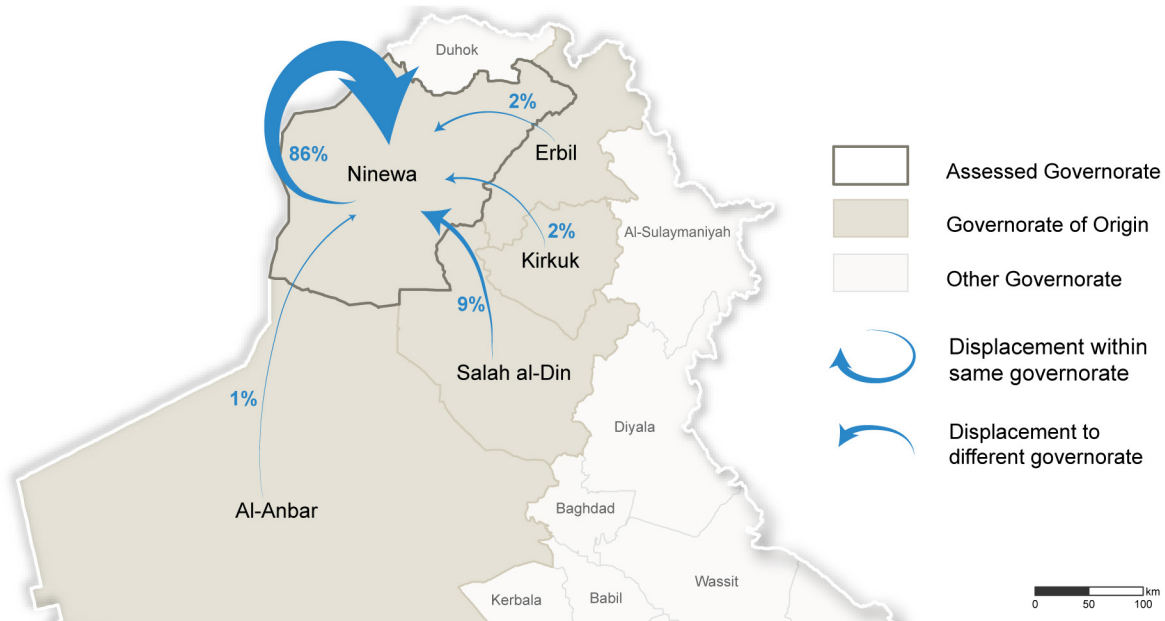 Duhok
2%
Erbil
86%
Ninewa
Al-Sulaymaniyah
2%
Kirkuk
9%
Salah al-Din
1%
Diyala
Al-Anbar
Baghdad
Wassit
Kerbala
Babil
Assessed Governorate
Governorate of Origin
Other Governorate
Displacement within
same governorate
Displacement to
different governorate
km
0 50 100